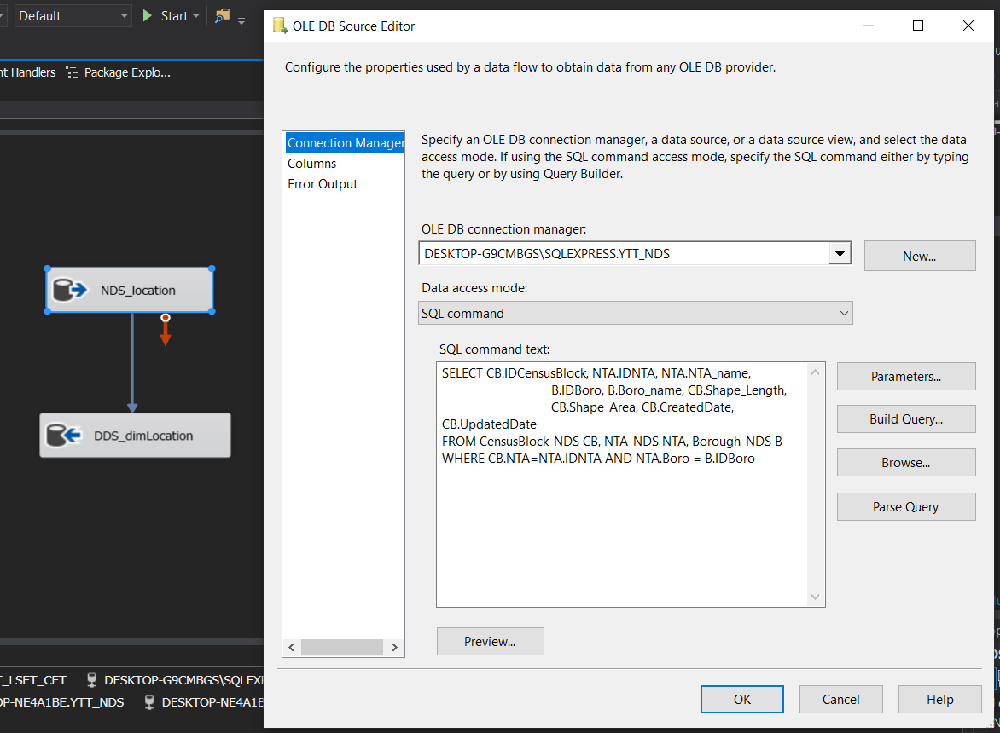 Default
Start
OLE DB Source Editor
Configure the properties used by a data flow to obtain data from any OLE DB provider.
nt Handlers
Package Explo...
Connection Manager
Columns
Error Output
Specify an OLE DB connection manager, a data source, or a data source view, and select the data
access mode. If using the SQL command access mode, specify the SQL command either by typing
the query or by using Query Builder.
OLE DB connection manager:
DESKTOP-G9CMBGS\SQLEXPRESS.YTT_NDS
New...
Data access mode:
SQL command
SQL command text:
SELECT CB.IDCensusBlock, NTA.IDNTA, NTA.NTA_name,
B.IDBoro, B.Boro_name, CB.Shape_Length,
CB.Shape_Area, CB.CreatedDate,
CB.UpdatedDate
FROM CensusBlock_NDS CB, NTA_NDS NTA, Borough_NDS B
WHERE CB.NTA=NTA.IDNTA AND NTA.Boro = B.IDBoro
Parameters...
Build Query...
Browse...
Parse Query
NDS_location
DDS_dimLocation
Preview...
T_LSET_CET
DESKTOP-G9CMBGS\SQLEXI
OP-NE4A1BE.YTT_NDS
DESKTOP-NE4A1B
OK
Cancel
Help